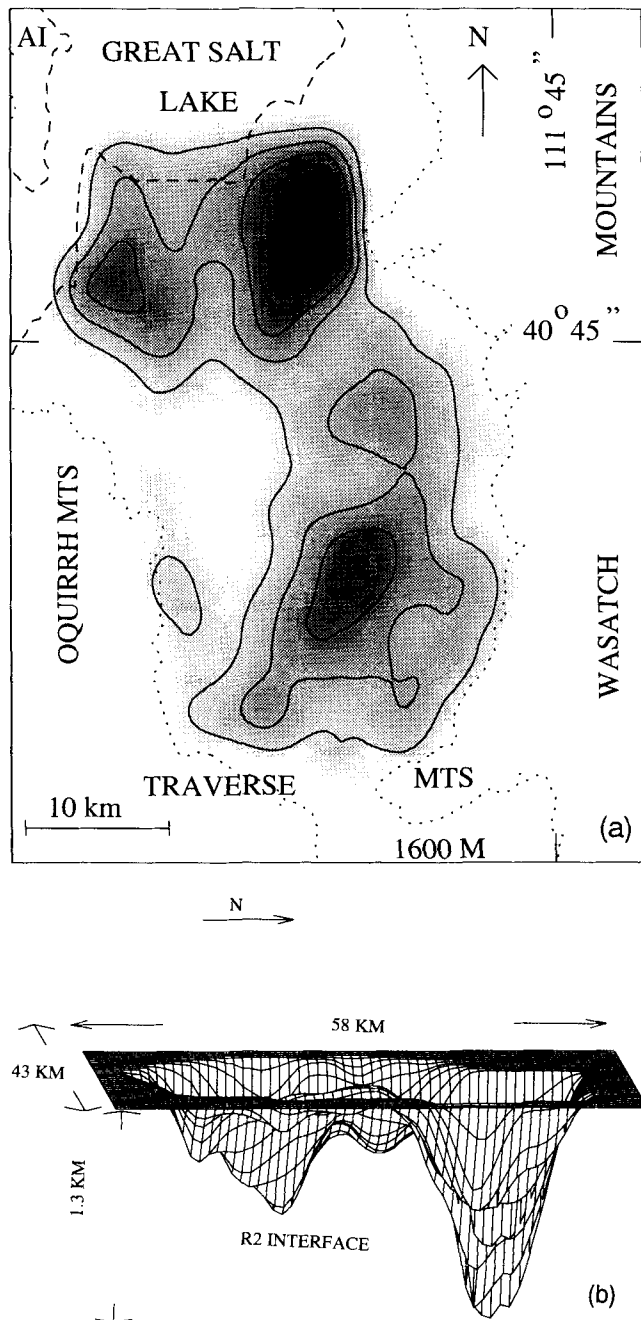 AI
GREAT SALT
LAKE
N
111 o 45"
MOUNTAINS
40 o 45"
OQUIRRH MTS
WASATCH
TRAVERSE MTS
10 km
1600 M
(a)
N
58 KM
43 KM
1.3 KM
R2 INTERFACE
(b)